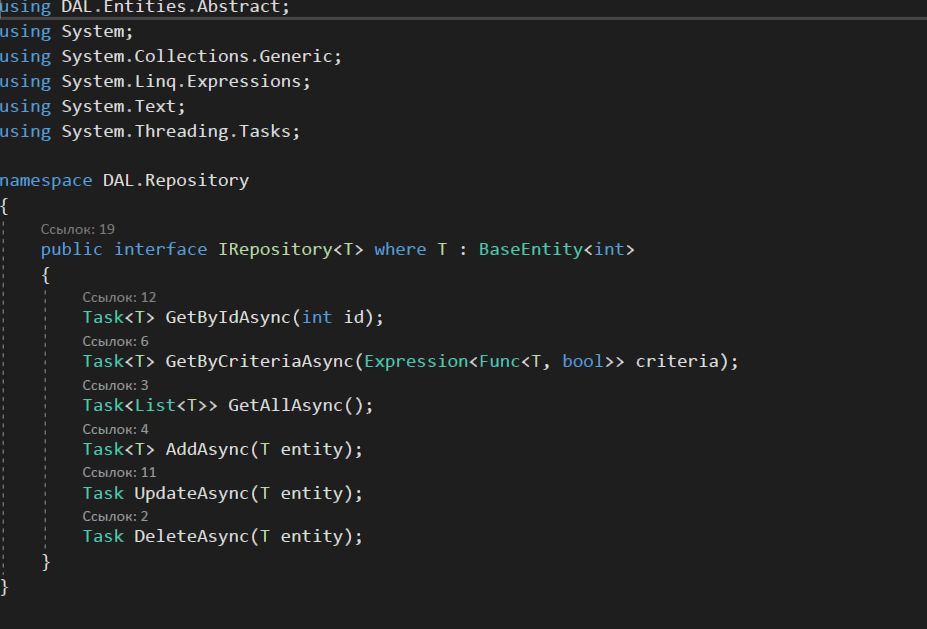 using DAL.Entities.Abstract;
using System;
using System.Collections.Generic;
using System.Linq.Expressions;
using System.Text;
using System.Threading.Tasks;
namespace DAL.Repository
{
Ссылок: 19
public interface IRepository<T> where T : BaseEntity<int>
{
Ссылок: 12
Task<T> GetByIdAsync(int id);
Ссылок: 6
Task<T> GetByCriteriaAsync(Expression<Func<T, bool>> criteria);
Ссылок: 3
Task<List<T>> GetAllAsync();
Ссылок: 4
Task<T> AddAsync(T entity);
Ссылок: 11
Task UpdateAsync(T entity);
Ссылок: 2
Task DeleteAsync(T entity);
}
}